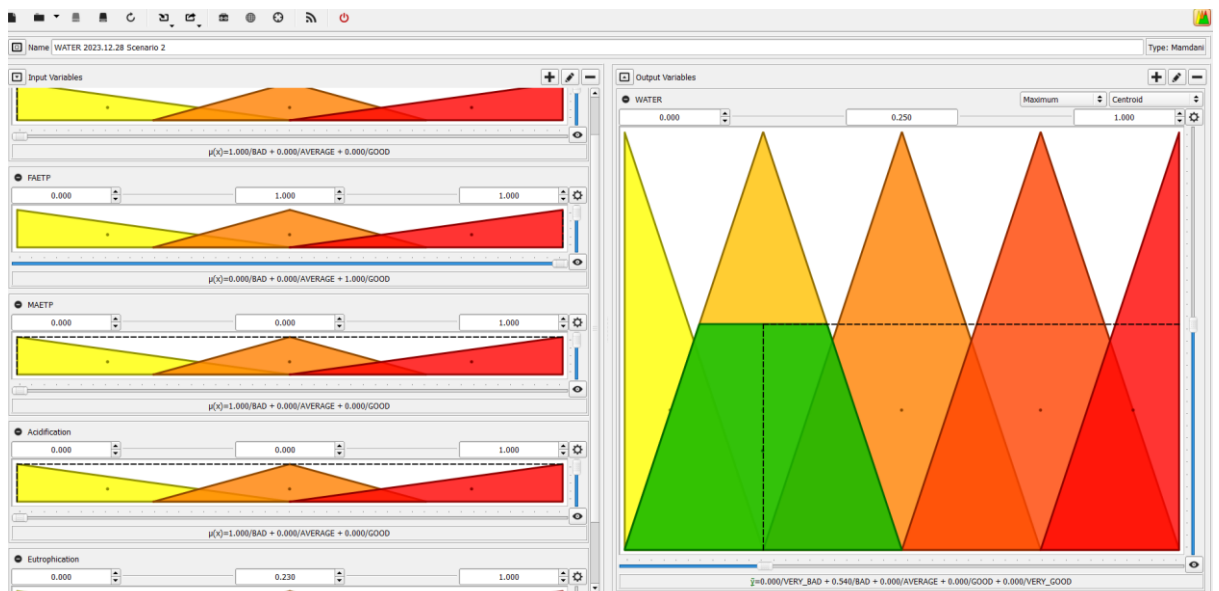 Name WATER 2023.12.28 Scenario 2 Type: Mamdani
Input Variables
μ(x)=1.000/BAD + 0.000/AVERAGE + 0.000/GOOD
FAETP
0.000 1.000 1.000
μ(x)=0.000/BAD + 0.000/AVERAGE + 1.000/GOOD
MAETP
0.000 0.000 1.000
μ(x)=1.000/BAD + 0.000/AVERAGE + 0.000/GOOD
Acidification
0.000 0.000 1.000
μ(x)=1.000/BAD + 0.000/AVERAGE + 0.000/GOOD
Eutrophication
0.000 0.230 1.000
Output Variables
WATER Maximum Centroid
0.000 0.250 1.000
ỹ=0.000/VERY_BAD + 0.540/BAD + 0.000/AVERAGE + 0.000/GOOD + 0.000/VERY_GOOD